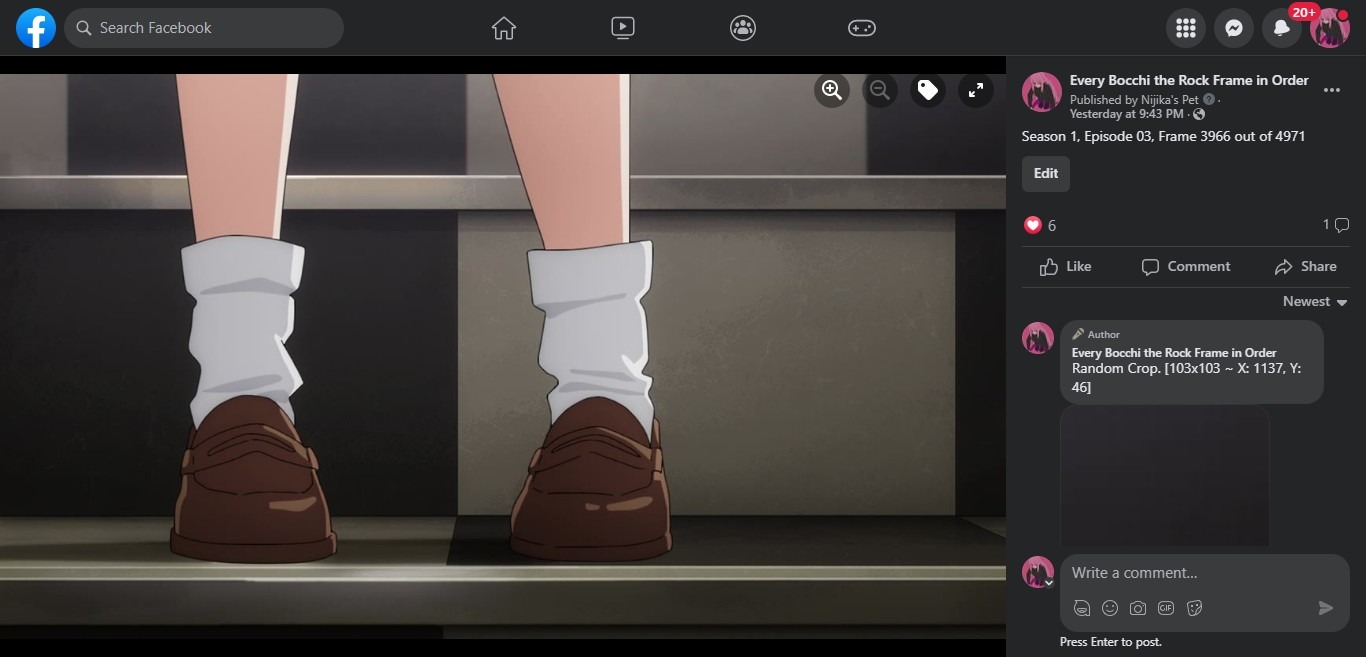 Search Facebook
20+
Every Bocchi the Rock Frame in Order
Published by Nijika's Pet ·
Yesterday at 9:43 PM ·
Season 1, Episode 03, Frame 3966 out of 4971
Edit
6
1
Like
Comment
Share
Newest
Author
Every Bocchi the Rock Frame in Order
Random Crop. [103x103 ~ X: 1137, Y:
46]
Write a comment...
GIF
Press Enter to post.